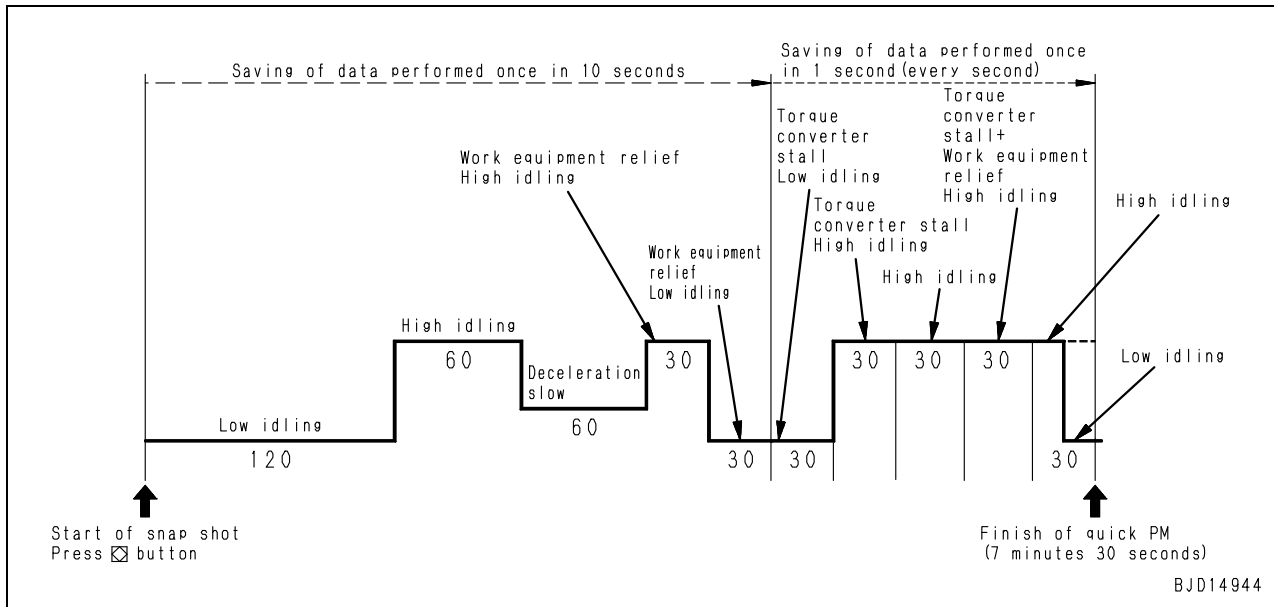 Saving of data performed once in 10 seconds
Saving of data performed once
in 1 second (every second)
Torque
converter
stall
Low idling
Torque
converter
stall+
Work equipment
relief
High idling
Work equipment relief
High idling
Torque
converter stall
High idling
High idling
High idling
Work equipment
relief
Low idling
High idling
60
Deceleration
slow
60
30
30
30
30
30
30
30
Low idling
Low idling
120
Start of snap shot
Press button
Finish of quick PM
(7 minutes 30 seconds)
BJD14944